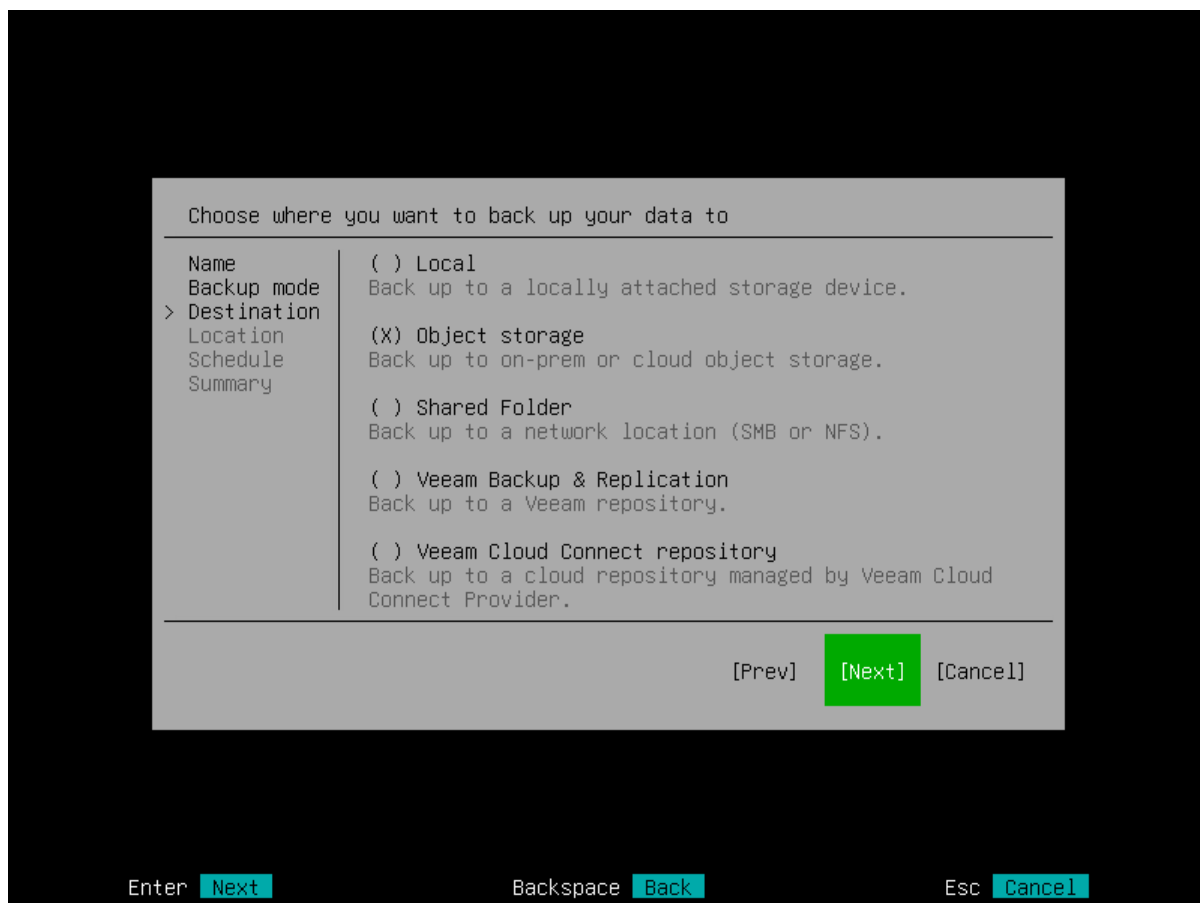 Choose where you want to back up your data to
Name
Backup mode
> Destination
Location
Schedule
Summary
( ) Local
Back up to a locally attached storage device.
(X) Object storage
Back up to on-prem or cloud object storage.
( ) Shared Folder
Back up to a network location (SMB or NFS).
( ) Veeam Backup & Replication
Back up to a Veeam repository.
( ) Veeam Cloud Connect repository
Back up to a cloud repository managed by Veeam Cloud
Connect Provider.
[Prev] [Next] [Cancel]
Enter Next Backspace Back Esc Cancel